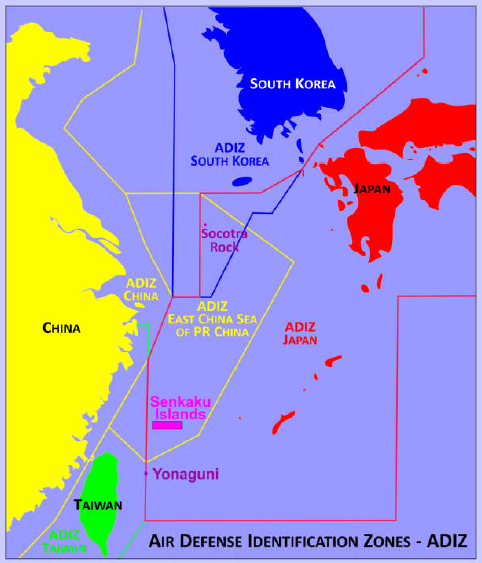 SOUTH KOREA
ADIZ
SOUTH KOREA
JAPAN
Socotra
Rock
ADIZ
CHINA
ADIZ
EAST CHINA SEA
OF PR CHINA
CHINA
ADIZ
JAPAN
Senkaku
Islands
Yonaguni
TAIWAN
ADIZ
TAIWAN
AIR DEFENSE IDENTIFICATION ZONES - ADIZ